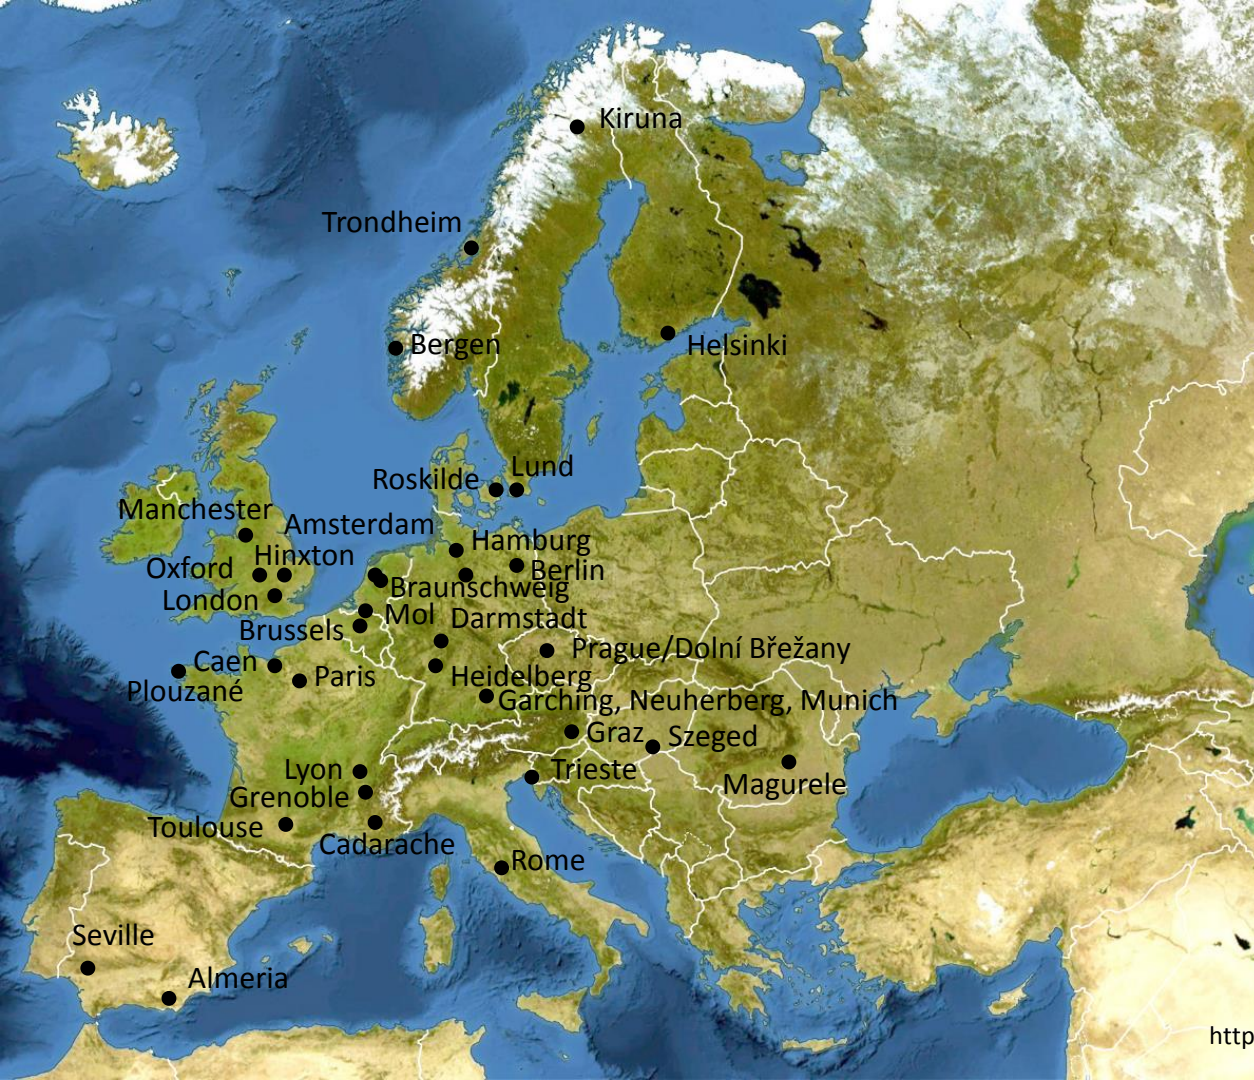 Kiruna
Trondheim
Bergen
Helsinki
Lund
Roskilde
Manchester
Amsterdam
Hamburg
Hinxton
Oxford
Berlin
Braunschweig
London
Mol
Darmstadt
Brussels
Prague/Dolní Břežany
Caen
Paris
Heidelberg
Plouzané
Garching, Neuherberg, Munich
Graz
Szeged
Lyon
Trieste
Magurele
Grenoble
Toulouse
Cadarache
Rome
Seville
Almeria
http